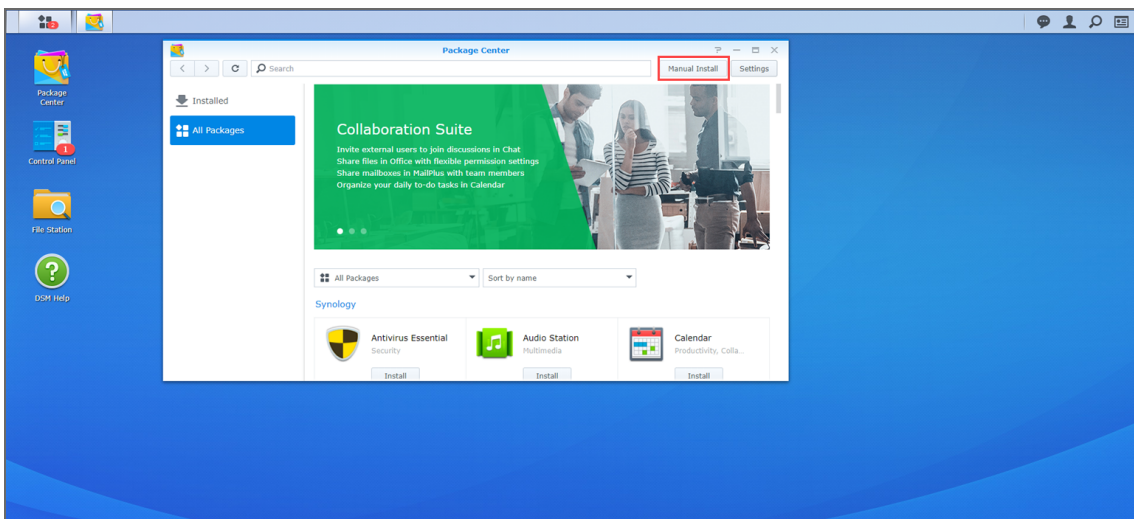 2
Package Center
Search
Manual Install
Settings
Package
Center
Installed
All Packages
Collaboration Suite
Invite external users to join discussions in Chat
Share files in Office with flexible permission settings
Share mailboxes in MailPlus with team members
Organize your daily to-do tasks in Calendar
1
Control Panel
File Station
DSM Help
All Packages
Sort by name
Synology
Antivirus Essential
Security
Install
Audio Station
Multimedia
Install
Calendar
Productivity, Colla...
Install